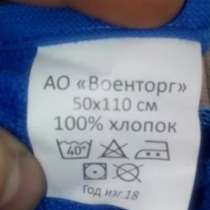 АО «Военторг»
50х110 см
100% хлопок
40°
Год изг.18